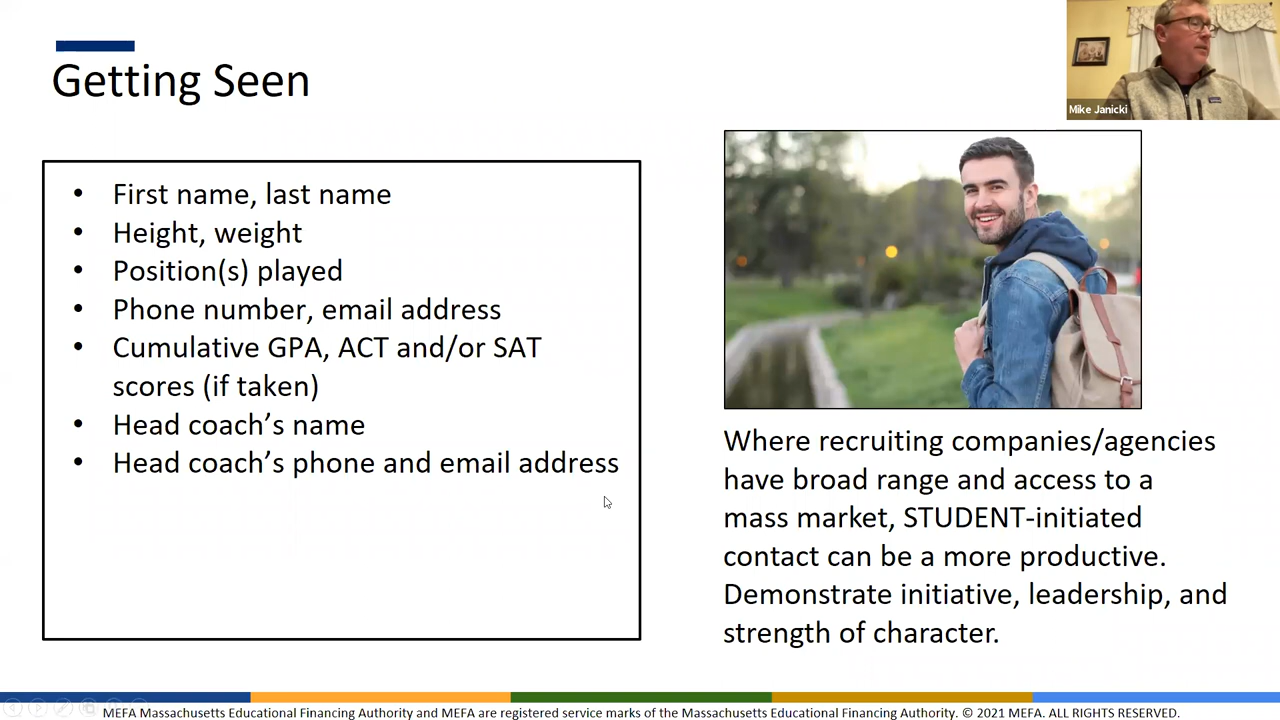 Getting Seen
Mike Janicki
• First name, last name
• Height, weight
• Position(s) played
• Phone number, email address
• Cumulative GPA, ACT and/or SAT
scores (if taken)
• Head coach’s name
• Head coach’s phone and email address
Where recruiting companies/agencies
have broad range and access to a
mass market, STUDENT-initiated
contact can be a more productive.
Demonstrate initiative, leadership, and
strength of character.
MEFA Massachusetts Educational Financing Authority and MEFA are registered service marks of the Massachusetts Educational Financing Authority. © 2021 MEFA. ALL RIGHTS RESERVED.